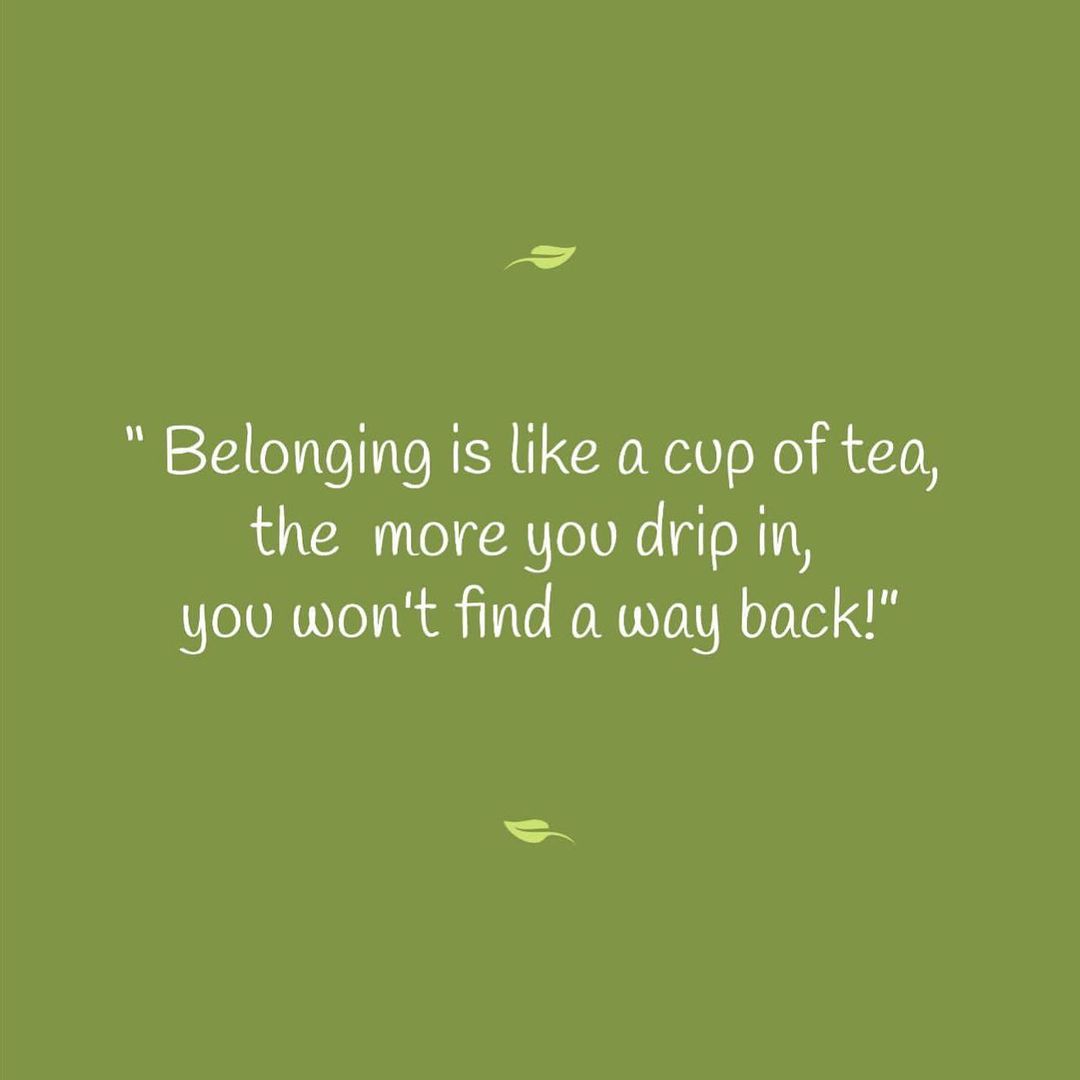 " Belonging is like a cup of tea,
the  more you drip in,
you won't find a way back!"